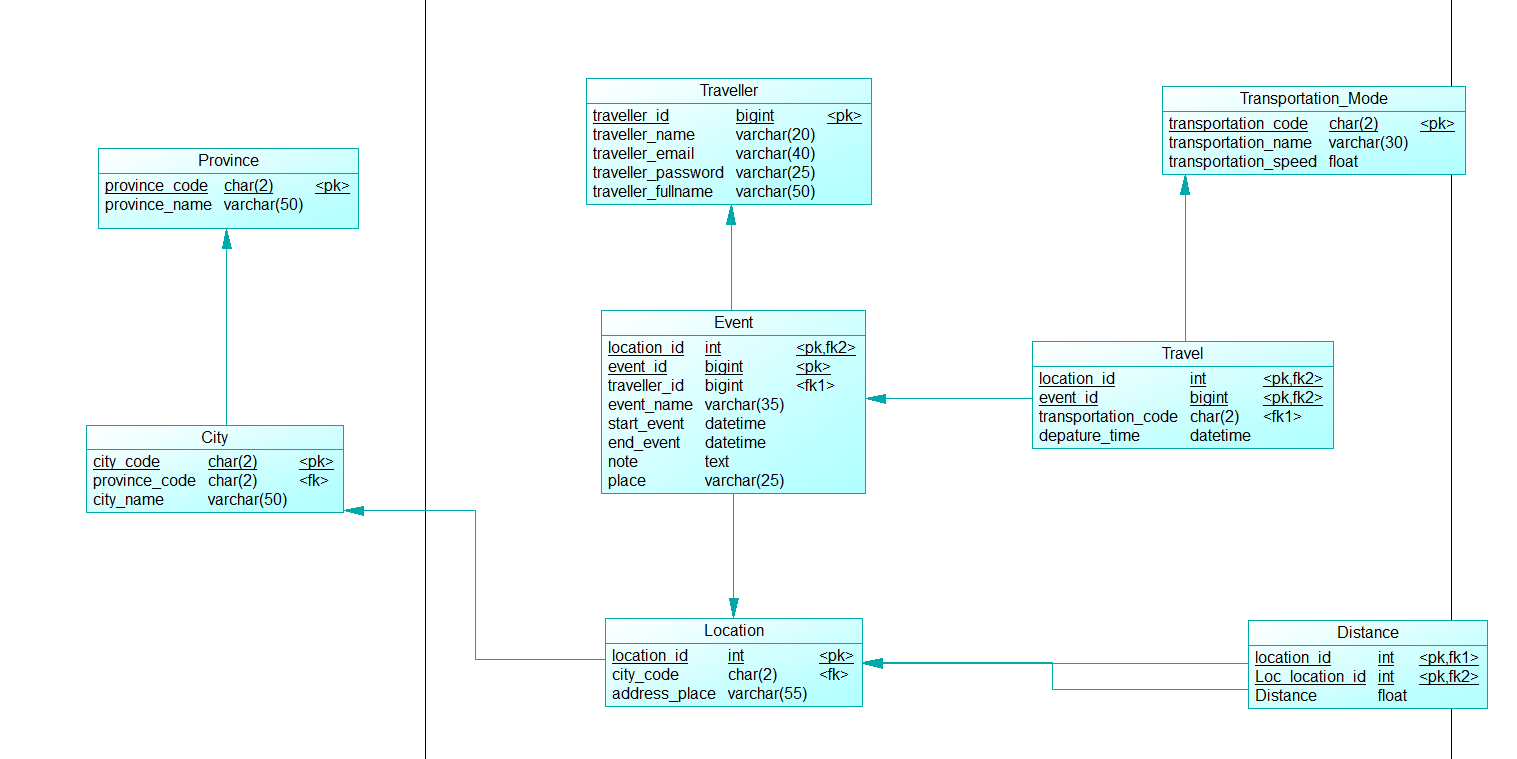 Traveller
traveller_id bigint <pk>
traveller_name varchar(20)
traveller_email varchar(40)
traveller_password varchar(25)
traveller_fullname varchar(50)
Transportation_Mode
transportation_code char(2) <pk>
transportation_name varchar(30)
transportation_speed float
Province
province_code char(2) <pk>
province_name varchar(50)
Event
location_id int <pk,fk2>
event_id bigint <pk>
traveller_id bigint <fk1>
event_name varchar(35)
start_event datetime
end_event datetime
note text
place varchar(25)
Travel
location_id int <pk,fk2>
event_id bigint <pk,fk2>
transportation_code char(2) <fk1>
depature_time datetime
City
city_code char(2) <pk>
province_code char(2) <fk>
city_name varchar(50)
Location
location_id int <pk>
city_code char(2) <fk>
address_place varchar(55)
Distance
location_id int <pk,fk1>
Loc_location_id int <pk,fk2>
Distance float